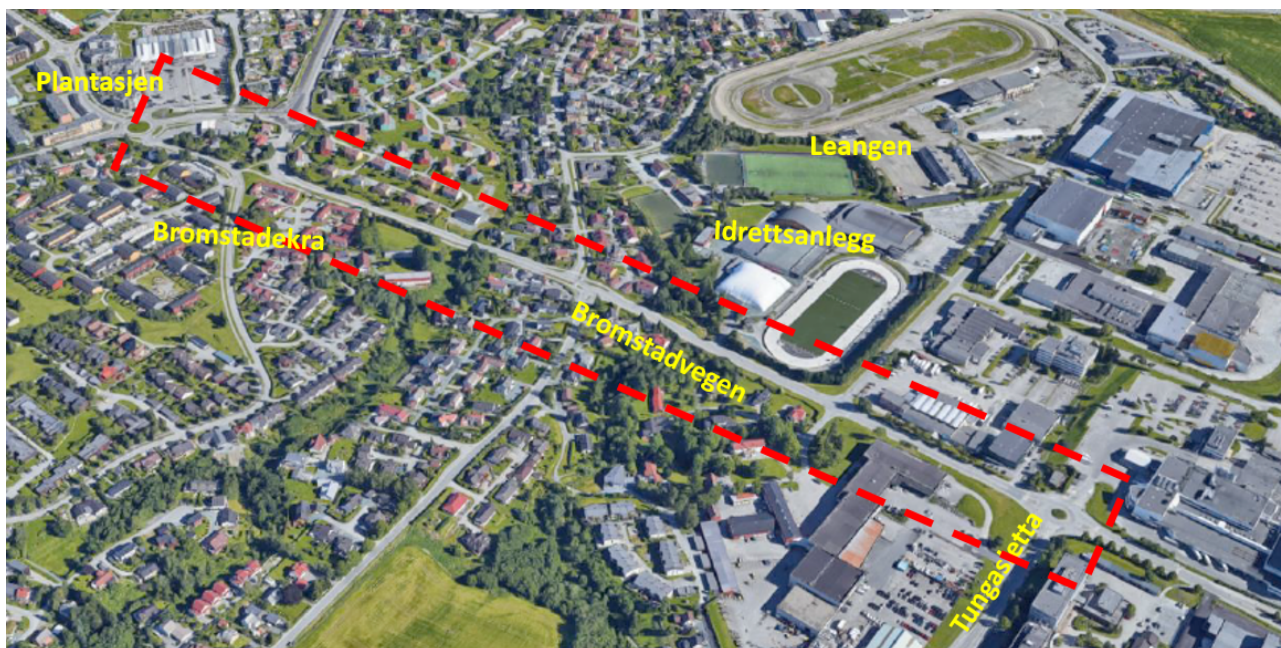 Plantasjen
Leangen
Bromstadekra
Idrettsanlegg
Bromstadvegen
Tungasletta